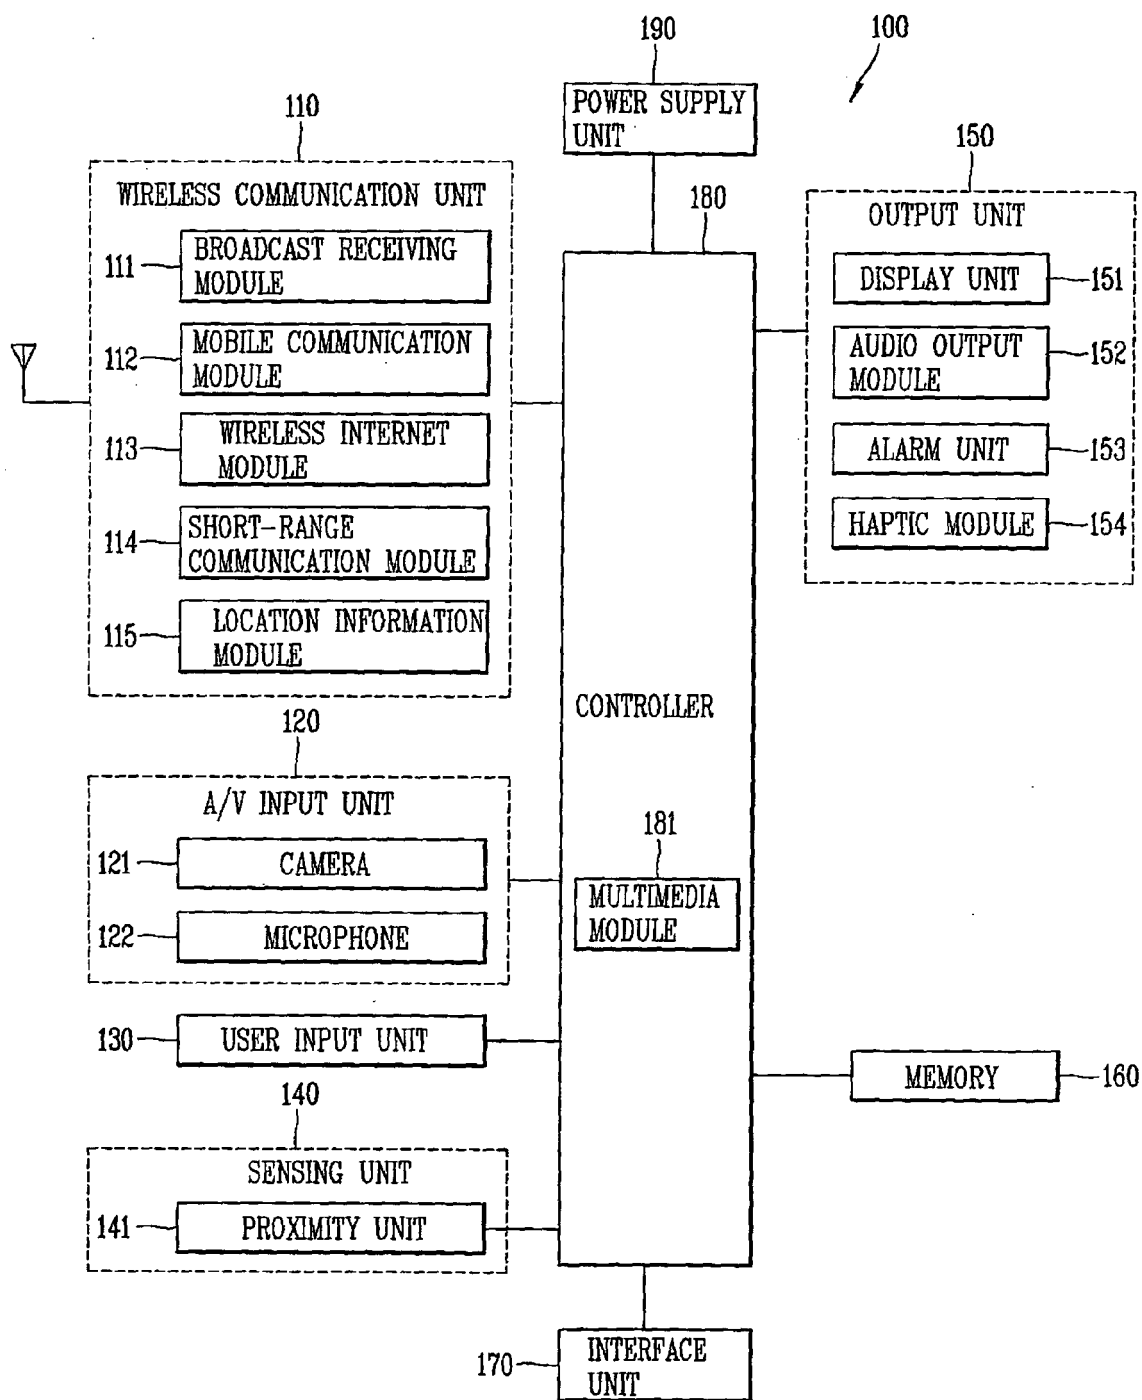 190
100
POWER SUPPLY
UNIT
110
WIRELESS COMMUNICATION UNIT
111
BROADCAST RECEIVING
MODULE
112
MOBILE COMMUNICATION
MODULE
113
WIRELESS INTERNET
MODULE
114
SHORT-RANGE
COMMUNICATION MODULE
115
LOCATION INFORMATION
MODULE
120
A/V INPUT UNIT
121
CAMERA
122
MICROPHONE
130
USER INPUT UNIT
140
SENSING UNIT
141
PROXIMITY UNIT
180
CONTROLLER
181
MULTIMEDIA
MODULE
150
OUTPUT UNIT
DISPLAY UNIT
151
AUDIO OUTPUT
MODULE
152
ALARM UNIT
153
HAPTIC MODULE
154
MEMORY
160
170
INTERFACE
UNIT